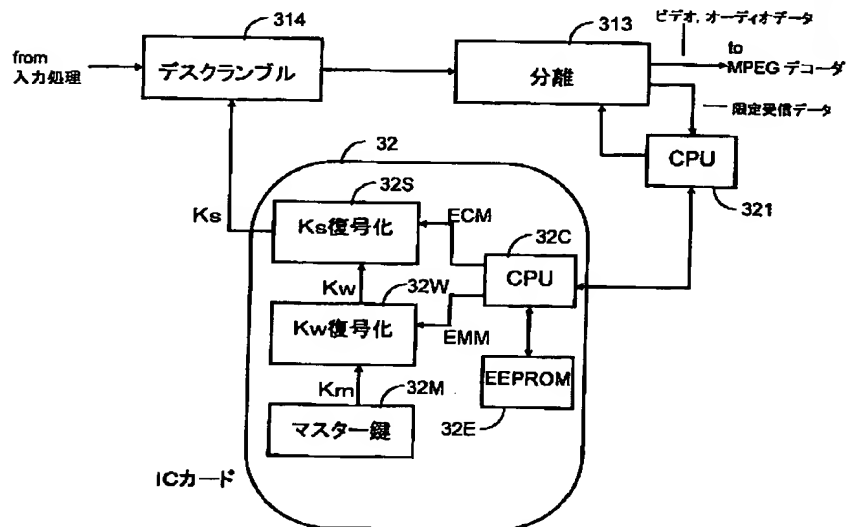 314
from
入力処理
デスクランブル
313
分離
ビデオ,オーディオデータ
to
MPEG デコーダ
限定受信データ
CPU
321
32
Ks
32S
Ks復号化
ECM
32C
CPU
Kw
32W
Kw復号化
EMM
EEPROM
32E
Km
32M
マスター鍵
ICカード